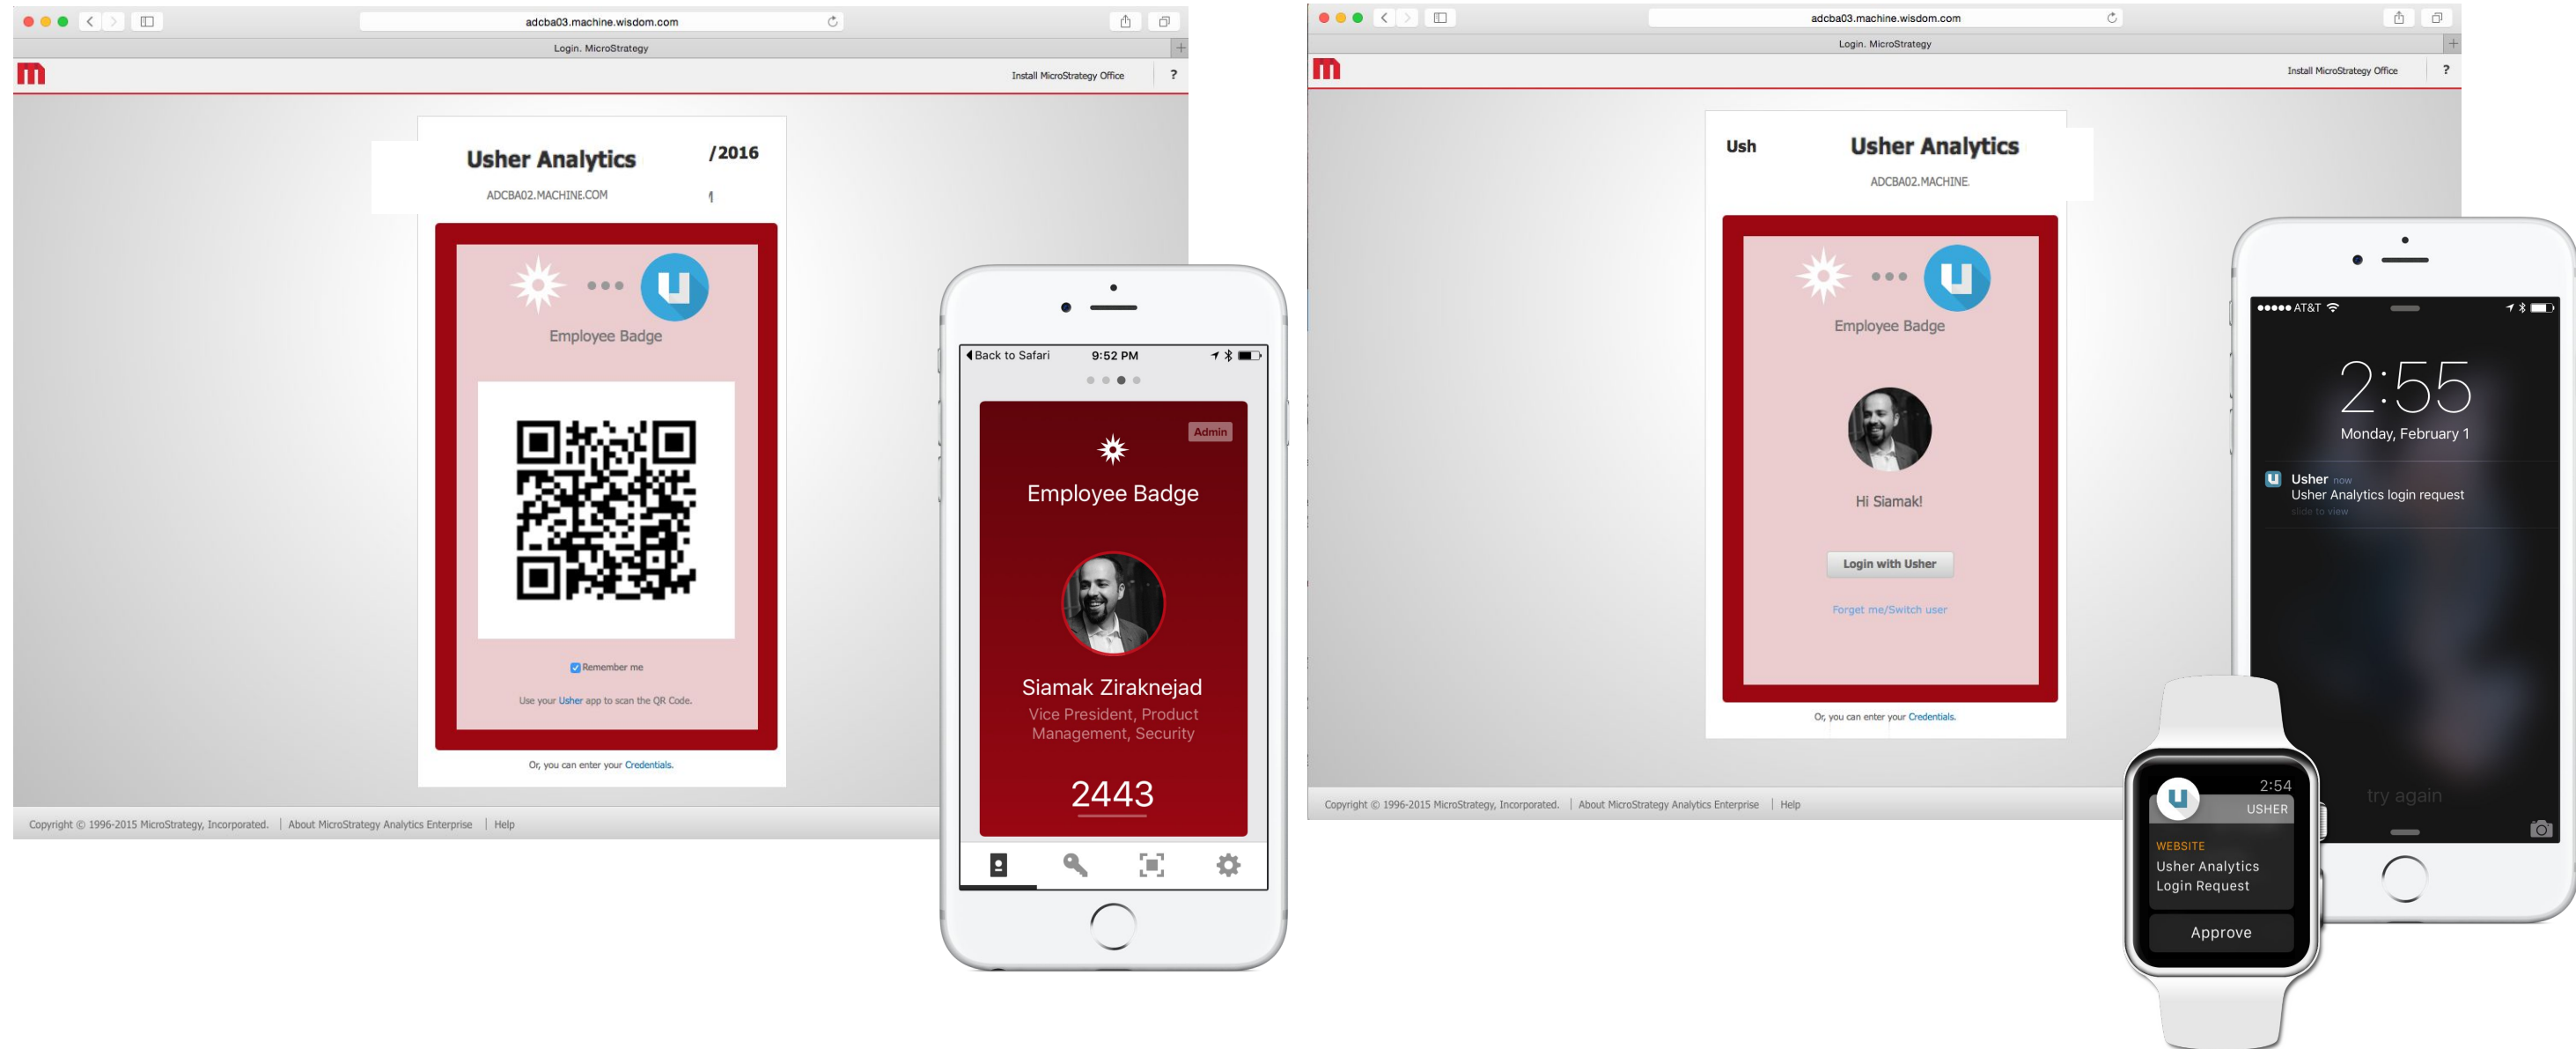 adcba03.machine.wisdom.com
Login. MicroStrategy
Install MicroStrategy Office ?
Usher Analytics /2016
ADCBA02.MACHINE.COM
Employee Badge
Remember me
Use your Usher app to scan the QR Code.
Or, you can enter your Credentials.
Copyright © 1996-2015 MicroStrategy, Incorporated. | About MicroStrategy Analytics Enterprise | Help
Back to Safari 9:52 PM
Admin
Employee Badge
Siamak Ziraknejad
Vice President, Product
Management, Security
2443
adcba03.machine.wisdom.com
Login. MicroStrategy
Install MicroStrategy Office ?
Ush Usher Analytics
ADCBA02.MACHINE.
Employee Badge
Hi Siamak!
Login with Usher
Forget me/Switch user
Or, you can enter your Credentials.
Copyright © 1996-2015 MicroStrategy, Incorporated. | About MicroStrategy Analytics Enterprise | Help
AT&T
2:55
Monday, February 1
Usher now
Usher Analytics login request
slide to view
try again
2:54
USHER
WEBSITE
Usher Analytics
Login Request
Approve